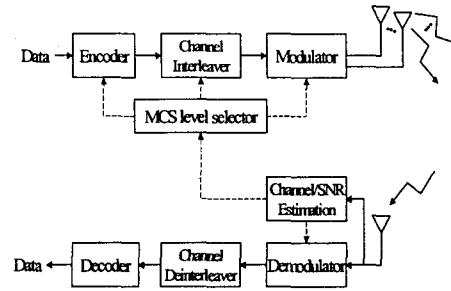 Data
Encoder
Channel
Interleaver
Modulator
MCS level selector
Channel/SNR
Estimation
Data
Decoder
Channel
Deinterleaver
Demodulator